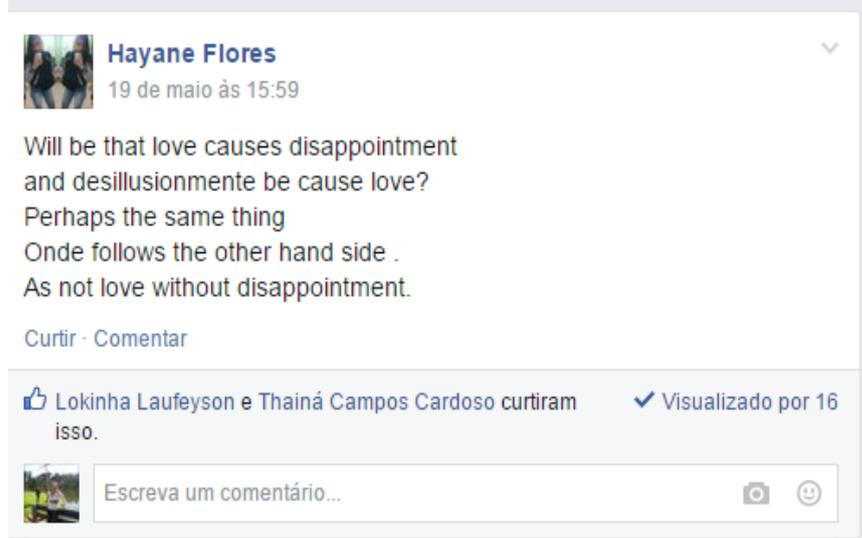 Hayane Flores
19 de maio às 15:59
Will be that love causes disappointment
and desillusionmente be cause love?
Perhaps the same thing
Onde follows the other hand side .
As not love without disappointment.
Curtir · Comentar
Lokinha Laufeyson e Thainá Campos Cardoso curtiram
isso.
Visualizado por 16
Escreva um comentário...